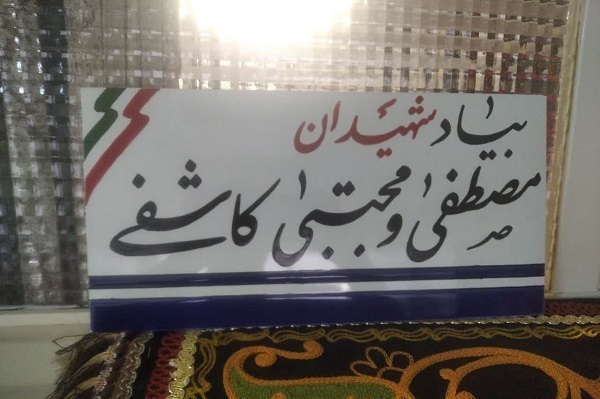 بیاد شهیدان
مصطفی و مجتبی کاشفی